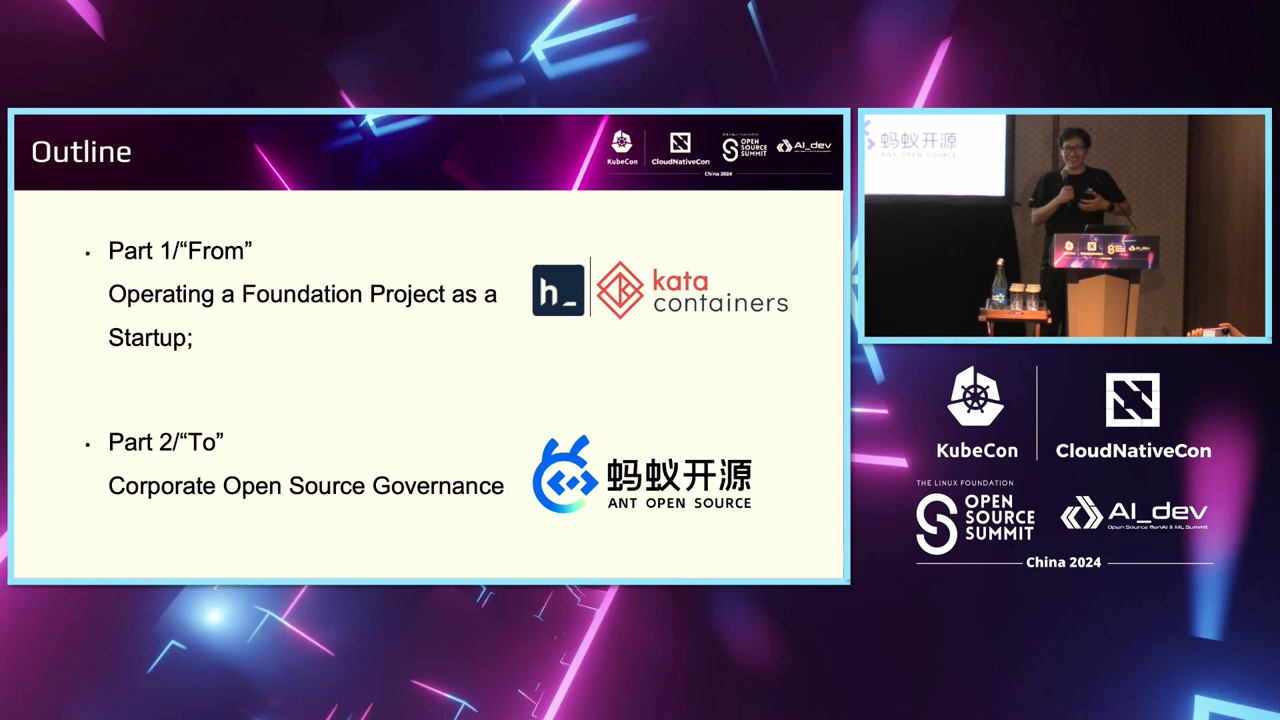 Outline
KubeCon
CloudNativeCon
THE LINUX FOUNDATION
OPEN
SOURCE
SUMMIT
AI_dev
China 2024
Part 1/“From”
Operating a Foundation Project as a
Startup;
h_
kata
containers
Part 2/“To”
Corporate Open Source Governance
蚂蚁开源
ANT OPEN SOURCE
蚂蚁开源
ANT OPEN SOURCE
KubeCon
CloudNativeCon
THE LINUX FOUNDATION
OPEN
SOURCE
SUMMIT
AI_dev
Open Source GenAI & ML Summit
China 2024